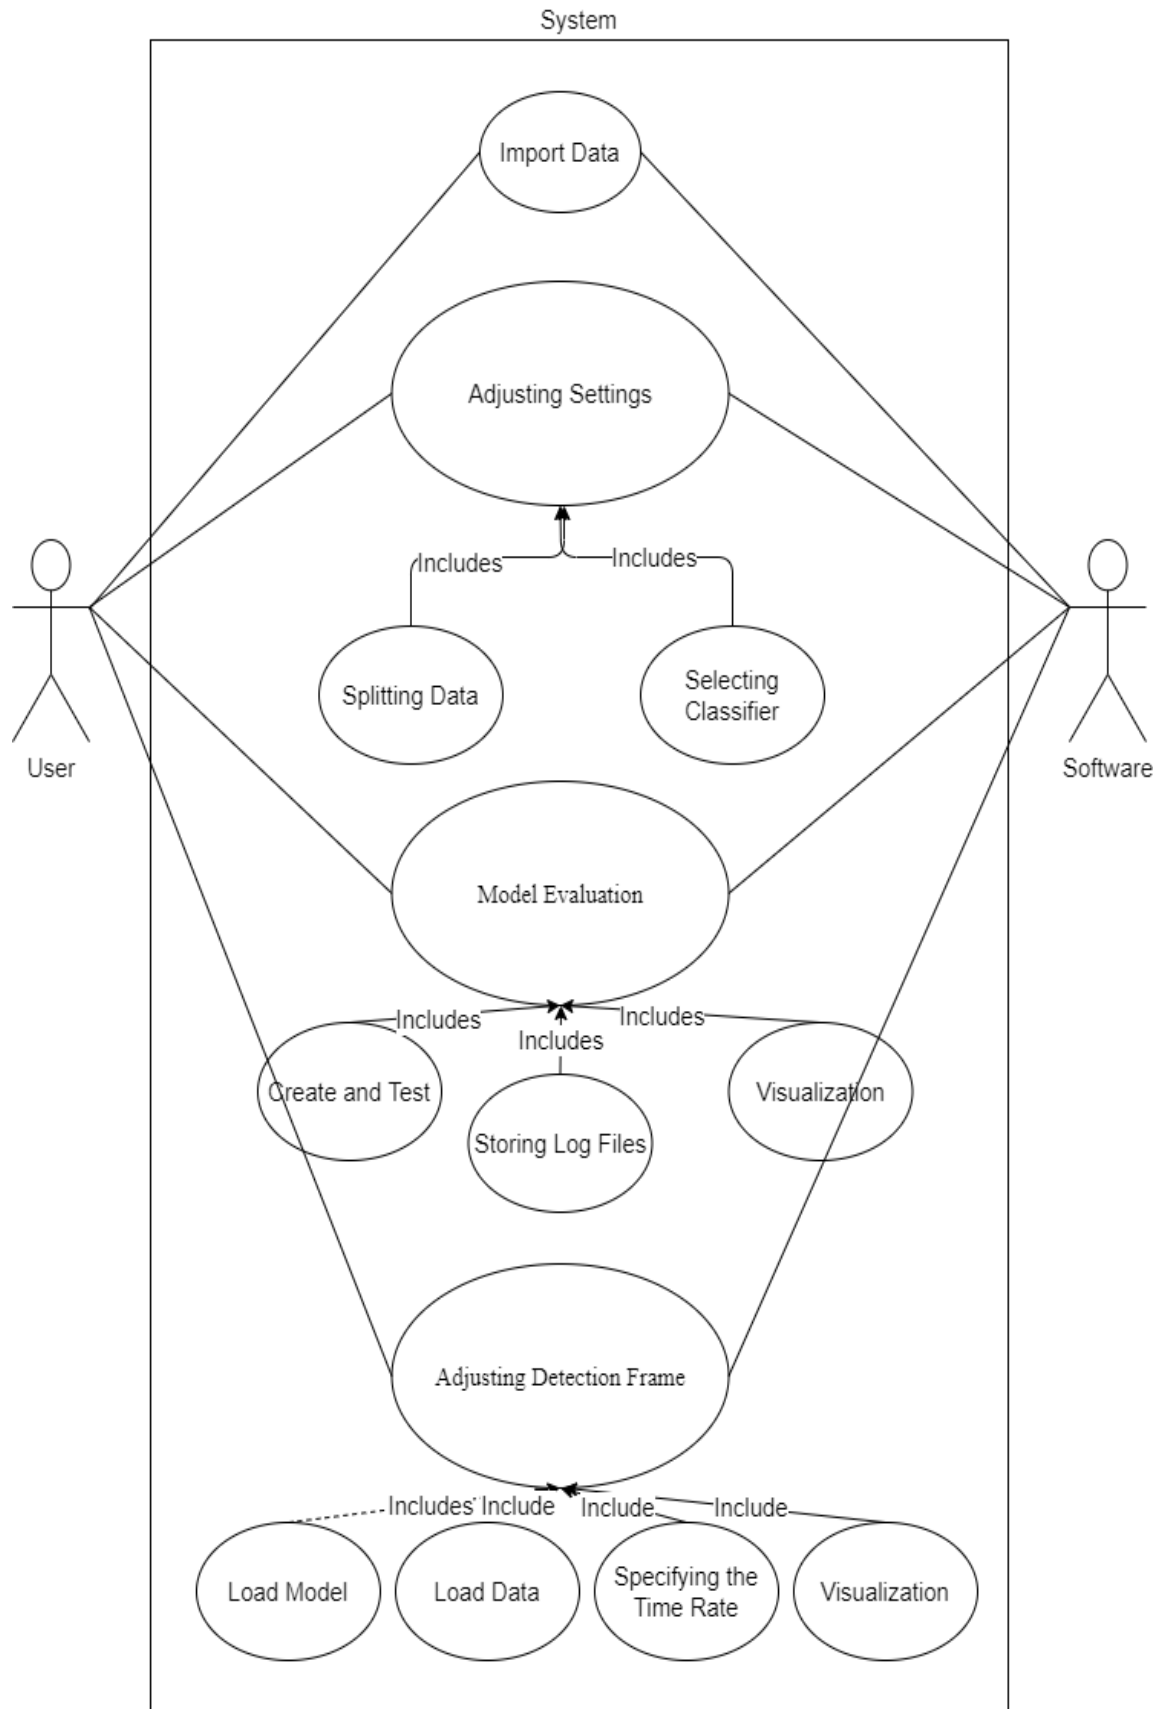 System
Import Data
Adjusting Settings
Includes
Includes
Splitting Data
Selecting
Classifier
User
Software
Model Evaluation
Includes
Includes
Includes
Create and Test
Visualization
Storing Log Files
Adjusting Detection Frame
Includes
Include
Include
Include
Load Model
Load Data
Specifying the
Time Rate
Visualization